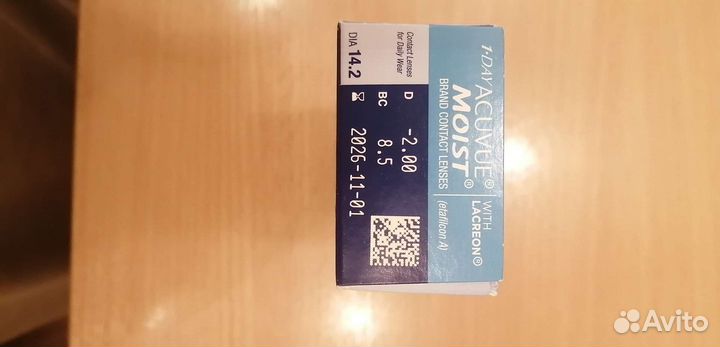 1·DAY ACUVUE®
MOIST®
BRAND CONTACT LENSES
WITH
LACREON®
(etafilcon A)
Contact Lenses
for Daily Wear
DIA 14.2
D -2.00
BC 8.5
2026-11-01
Avito